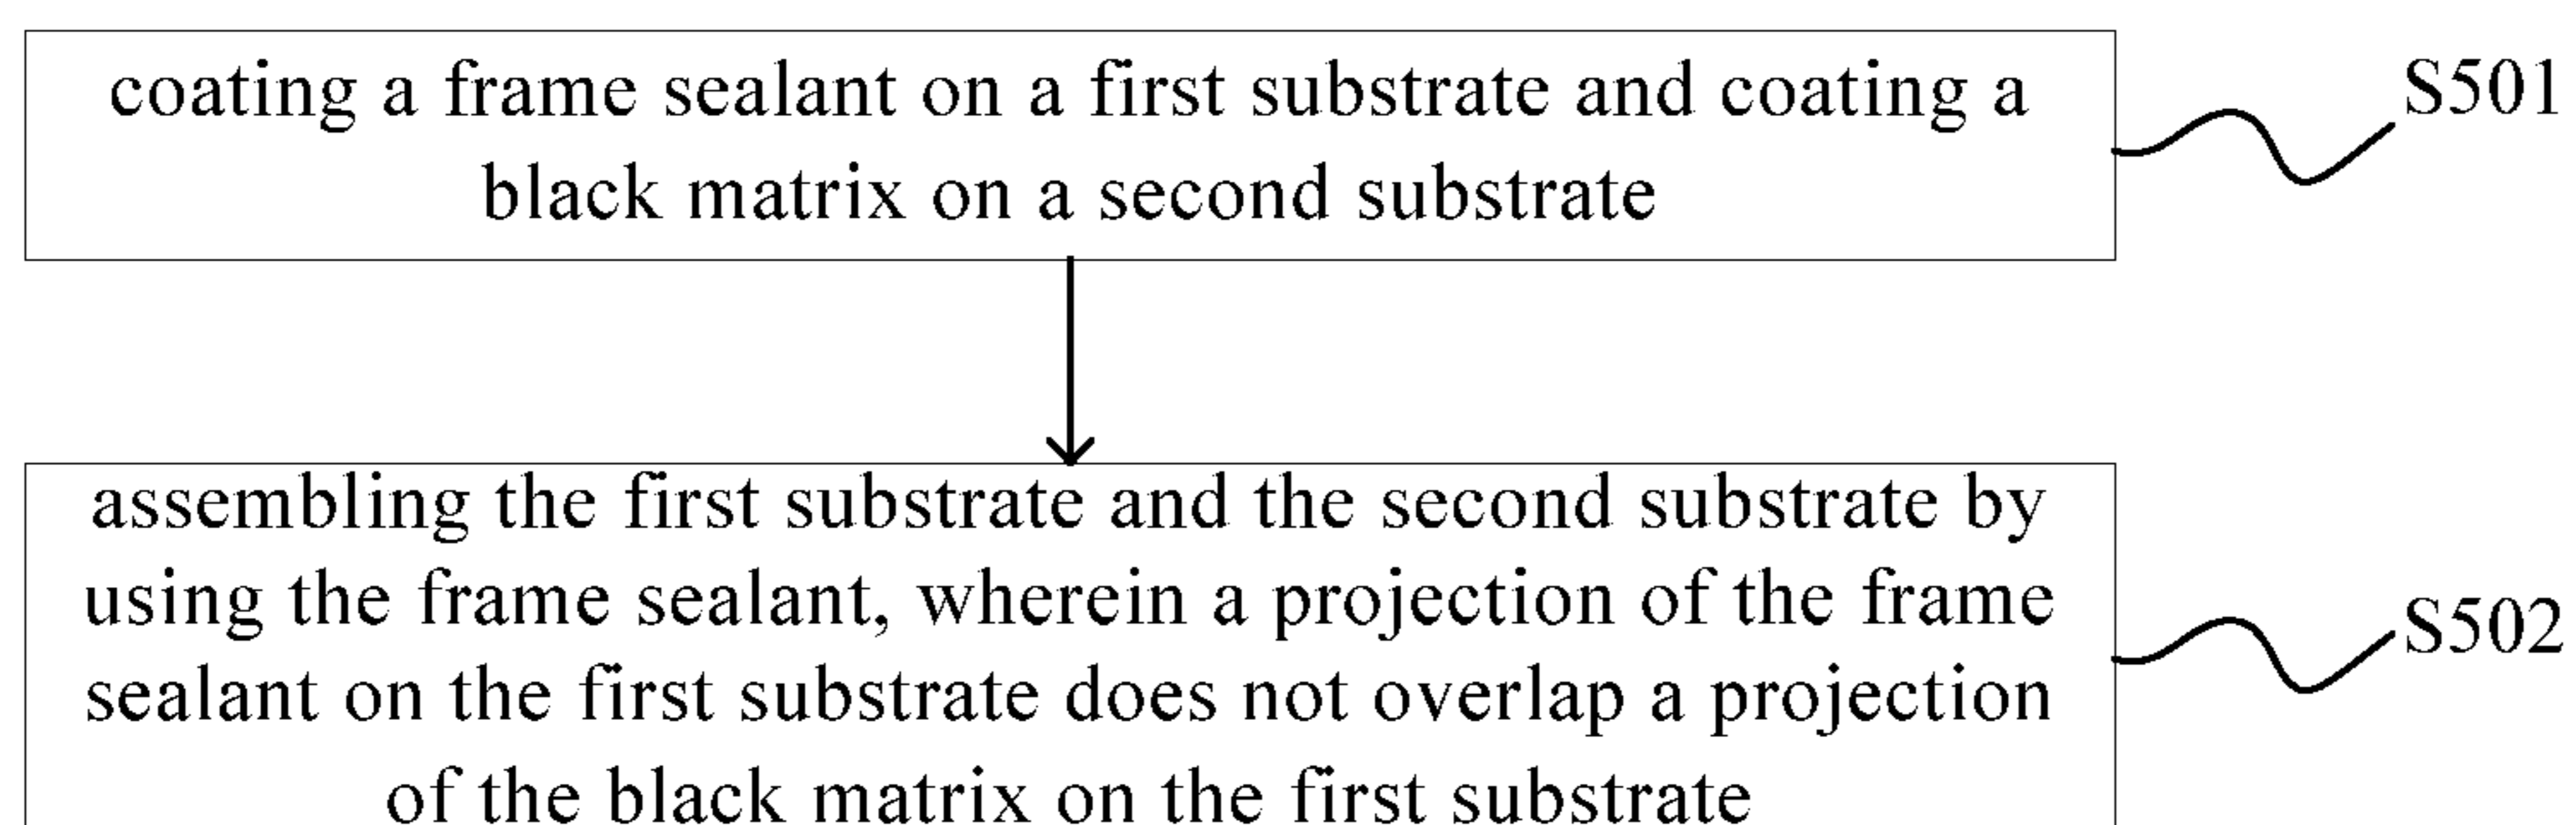 coating a frame sealant on a first substrate and coating a
black matrix on a second substrate
S501
assembling the first substrate and the second substrate by
using the frame sealant, wherein a projection of the frame
sealant on the first substrate does not overlap a projection
of the black matrix on the first substrate
S502